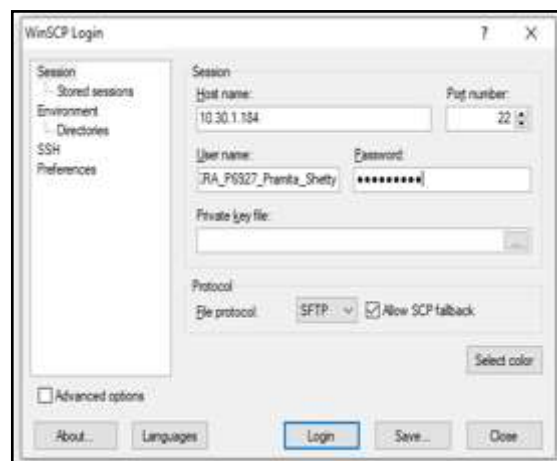 WinSCP Login ? X
Session
Stored sessions
Environment
Directories
SSH
Preferences
Session
Host name: Port number:
10.30.1.184 22
User name: Password:
:RA_P6927_Pramita_Shetty •••••••••
Private key file:
...
Protocol
File protocol: SFTP Allow SCP fallback
Select color
Advanced options
About... Languages Login Save... Close